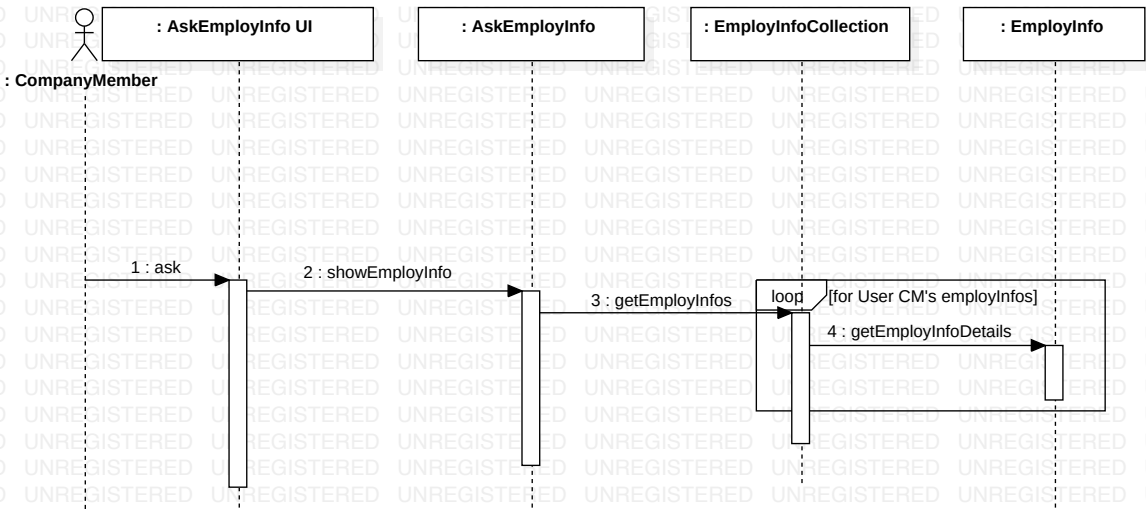 : AskEmployInfo UI
: AskEmployInfo
: EmployInfoCollection
: EmployInfo
: CompanyMember
1 : ask
2 : showEmployInfo
3 : getEmployInfos
loop
[for User CM's employInfos]
4 : getEmployInfoDetails
UNREGISTERED